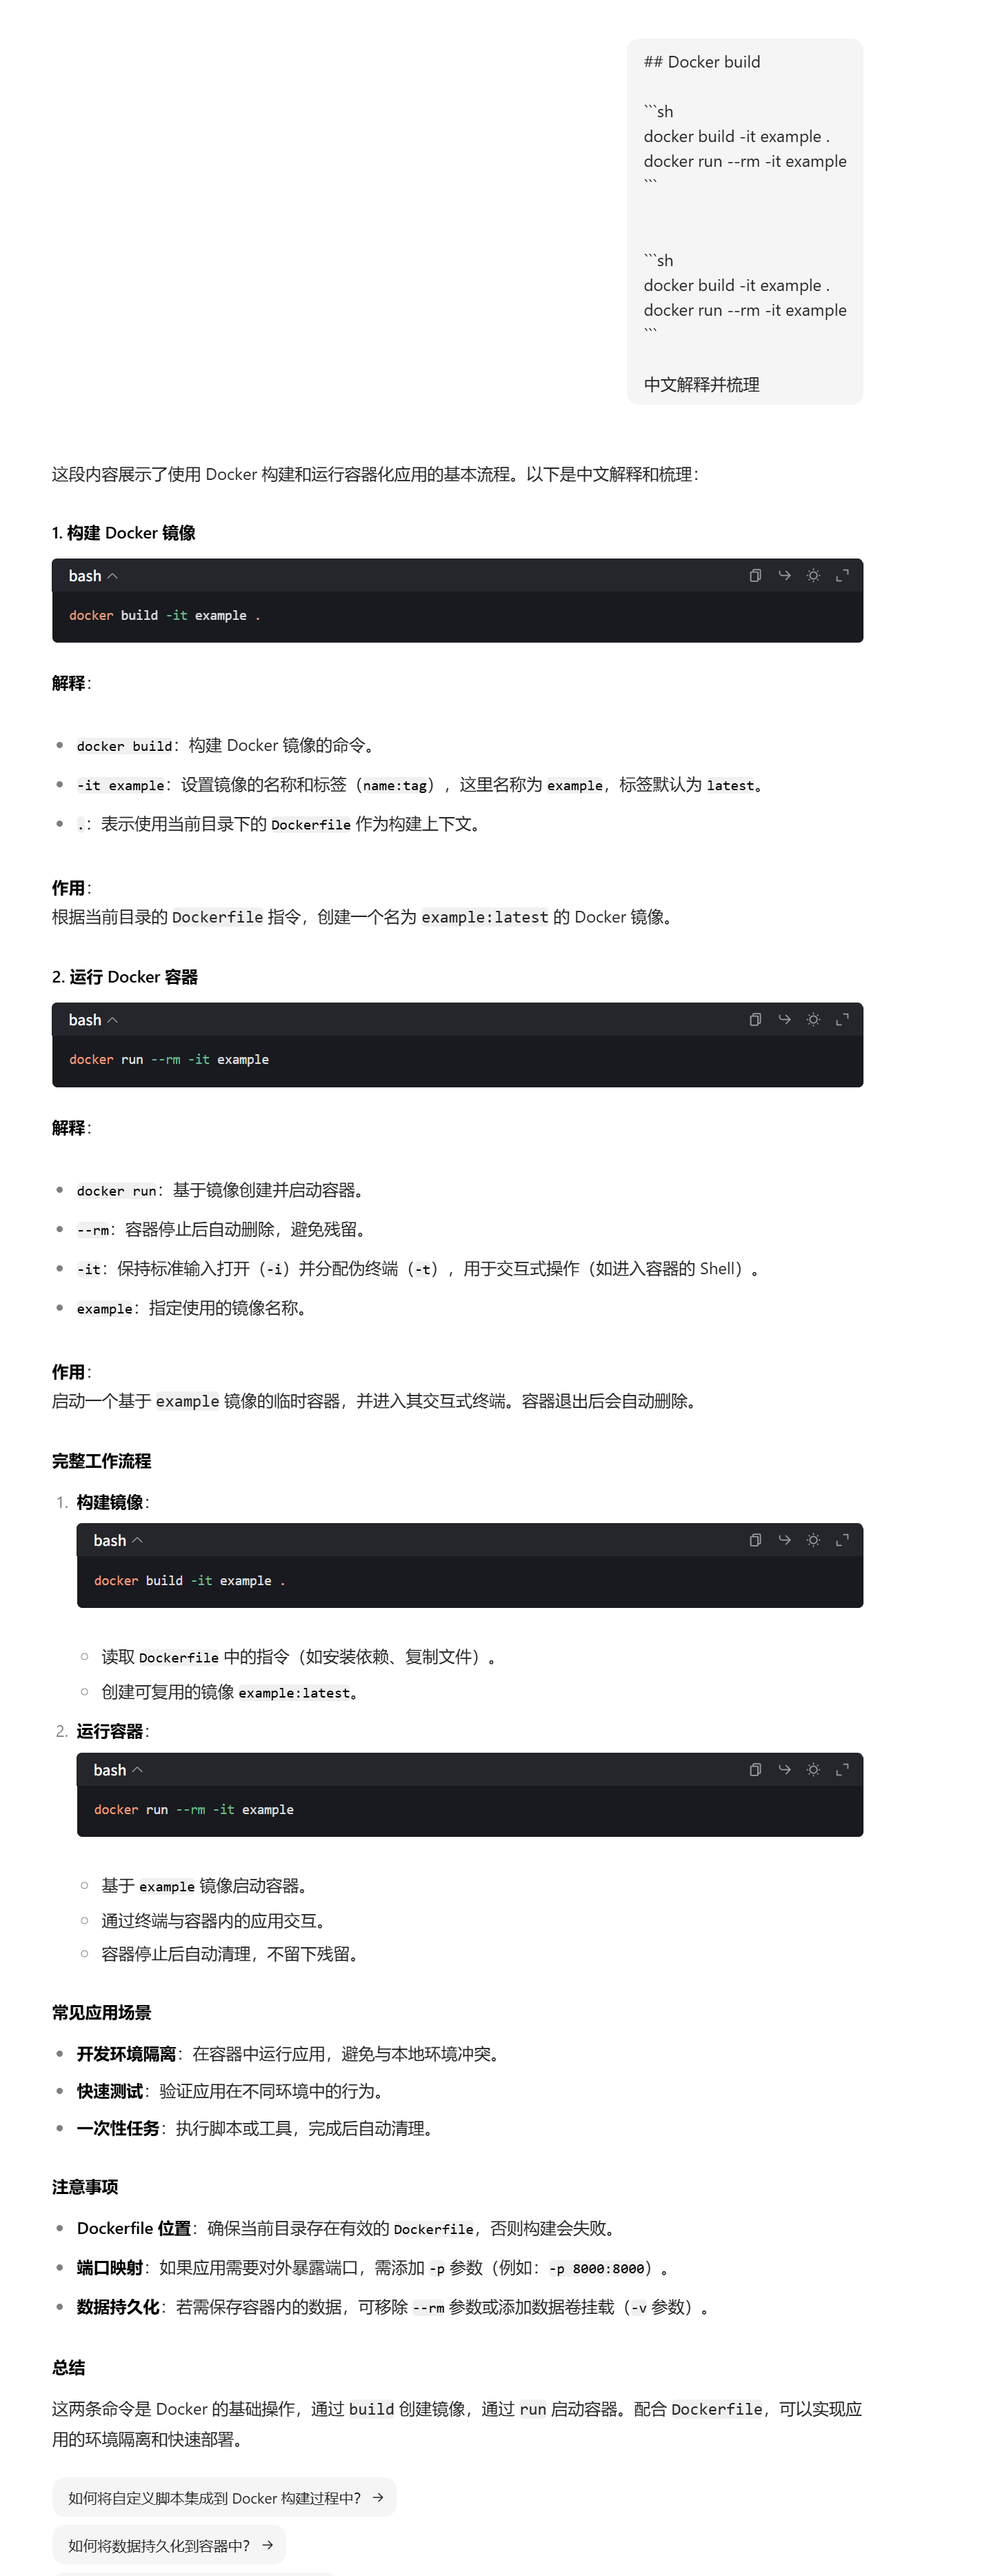 ## Docker build
```sh
docker build -it example .
docker run --rm -it example
```
```sh
docker build -it example .
docker run --rm -it example
```
中文解释并梳理
这段内容展示了使用 Docker 构建和运行容器化应用的基本流程。以下是中文解释和梳理：
1. 构建 Docker 镜像
bash
docker build -it example .
解释：
docker build：构建 Docker 镜像的命令。
-it example：设置镜像的名称和标签（name:tag），这里名称为 example，标签默认为 latest。
.：表示使用当前目录下的 Dockerfile 作为构建上下文。
作用：
根据当前目录的 Dockerfile 指令，创建一个名为 example:latest 的 Docker 镜像。
2. 运行 Docker 容器
bash
docker run --rm -it example
解释：
docker run：基于镜像创建并启动容器。
--rm：容器停止后自动删除，避免残留。
-it：保持标准输入打开（-i）并分配伪终端（-t），用于交互式操作（如进入容器的 Shell）。
example：指定使用的镜像名称。
作用：
启动一个基于 example 镜像的临时容器，并进入其交互式终端。容器退出后会自动删除。
完整工作流程
1. 构建镜像：
bash
docker build -it example .
读取 Dockerfile 中的指令（如安装依赖、复制文件）。
创建可复用的镜像 example:latest。
2. 运行容器：
bash
docker run --rm -it example
基于 example 镜像启动容器。
通过终端与容器内的应用交互。
容器停止后自动清理，不留下残留。
常见应用场景
开发环境隔离：在容器中运行应用，避免与本地环境冲突。
快速测试：验证应用在不同环境中的行为。
一次性任务：执行脚本或工具，完成后自动清理。
注意事项
Dockerfile 位置：确保当前目录存在有效的 Dockerfile，否则构建会失败。
端口映射：如果应用需要对外暴露端口，需添加 -p 参数（例如：-p 8000:8000）。
数据持久化：若需保存容器内的数据，可移除 --rm 参数或添加数据卷挂载（-v 参数）。
总结
这两条命令是 Docker 的基础操作，通过 build 创建镜像，通过 run 启动容器。配合 Dockerfile，可以实现应
用的环境隔离和快速部署。
如何将自定义脚本集成到 Docker 构建过程中？ →
如何将数据持久化到容器中？ →